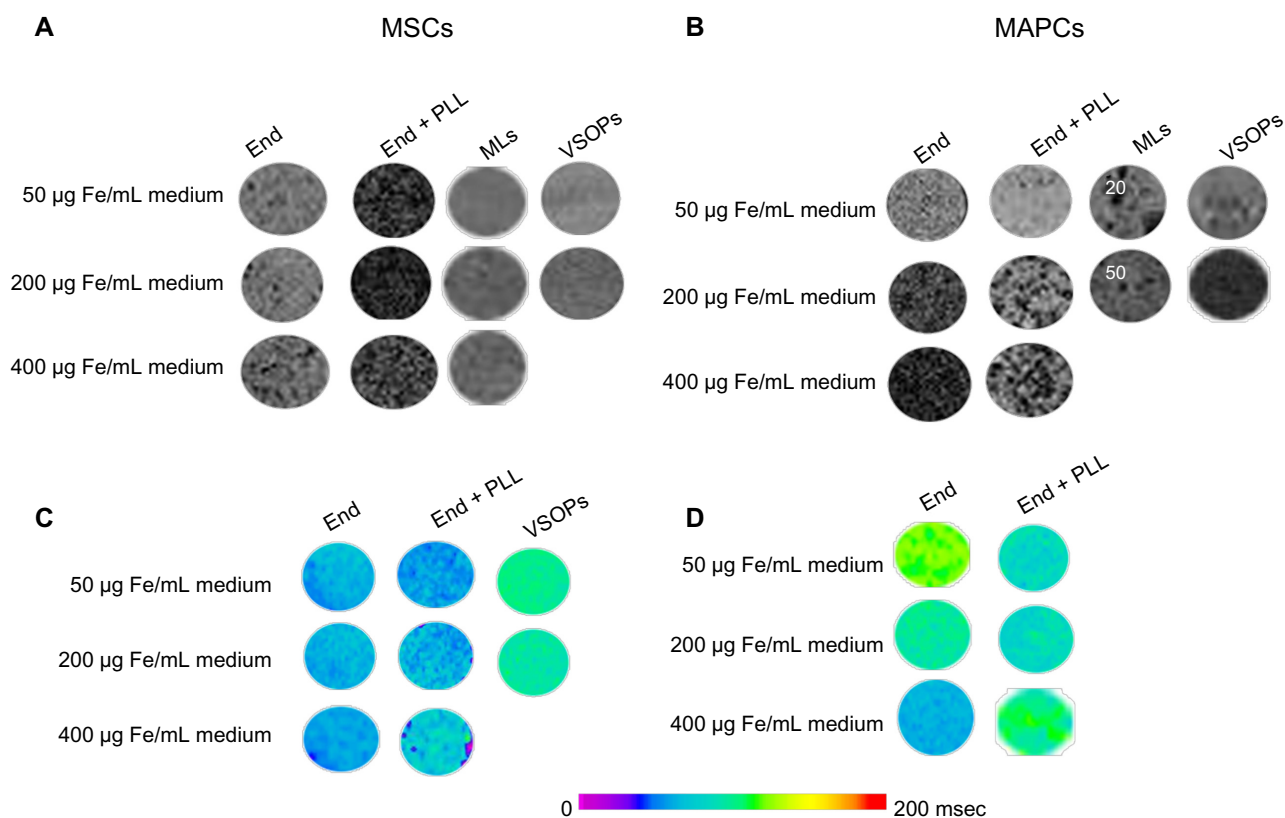 A
MSCs
End
End + PLL
MLs
VSOPs
50 µg Fe/mL medium
200 µg Fe/mL medium
400 µg Fe/mL medium
B
MAPCs
End
End + PLL
MLs
VSOPs
50 µg Fe/mL medium
20
200 µg Fe/mL medium
50
400 µg Fe/mL medium
C
End
End + PLL
VSOPs
50 µg Fe/mL medium
200 µg Fe/mL medium
400 µg Fe/mL medium
D
End
End + PLL
50 µg Fe/mL medium
200 µg Fe/mL medium
400 µg Fe/mL medium
0
200 msec